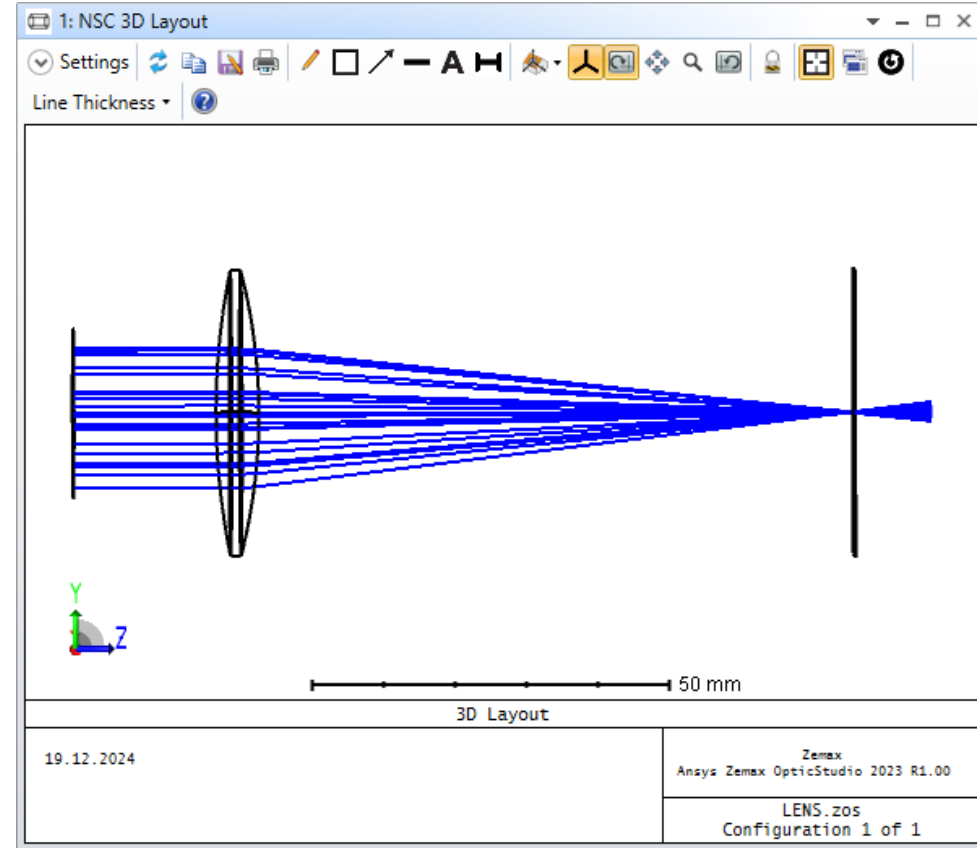 1: NSC 3D Layout
Settings
Line Thickness
Y
Z
50 mm
3D Layout
19.12.2024
Zemax
Ansys Zemax OpticStudio 2023 R1.00
LENS.zos
Configuration 1 of 1